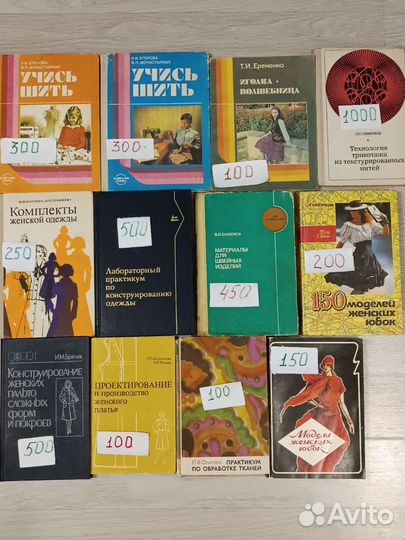 Р.И. ЕГОРОВА
В.П. МОНАСТЫРНАЯ
УЧИСЬ
ШИТЬ
300
Р.И. ЕГОРОВА
В.П. МОНАСТЫРНАЯ
УЧИСЬ
ШИТЬ
300
Т.И. Еременко
ИГОЛКА -
ВОЛШЕБНИЦА
100
1000
Л.С. СМИРНОВ
Технология
трикотажа
из текстурированных
нитей
Комплекты
женской одежды
250
500
Лабораторный
практикум
по
конструированию
одежды
В.И. БАЖЕНОВ
МАТЕРИАЛЫ
ДЛЯ
ШВЕЙНЫХ
ИЗДЕЛИЙ
450
200
150
моделей
женских
юбок
И.М. Бричик
Конструирование
женских
пальто
сложных
форм и
покроев
500
ПРОЕКТИРОВАНИЕ
и производство
женского
платья
100
100
ПРАКТИКУМ
ПО ОБРАБОТКЕ ТКАНЕЙ
150
Модели
женских
юбок
Avito